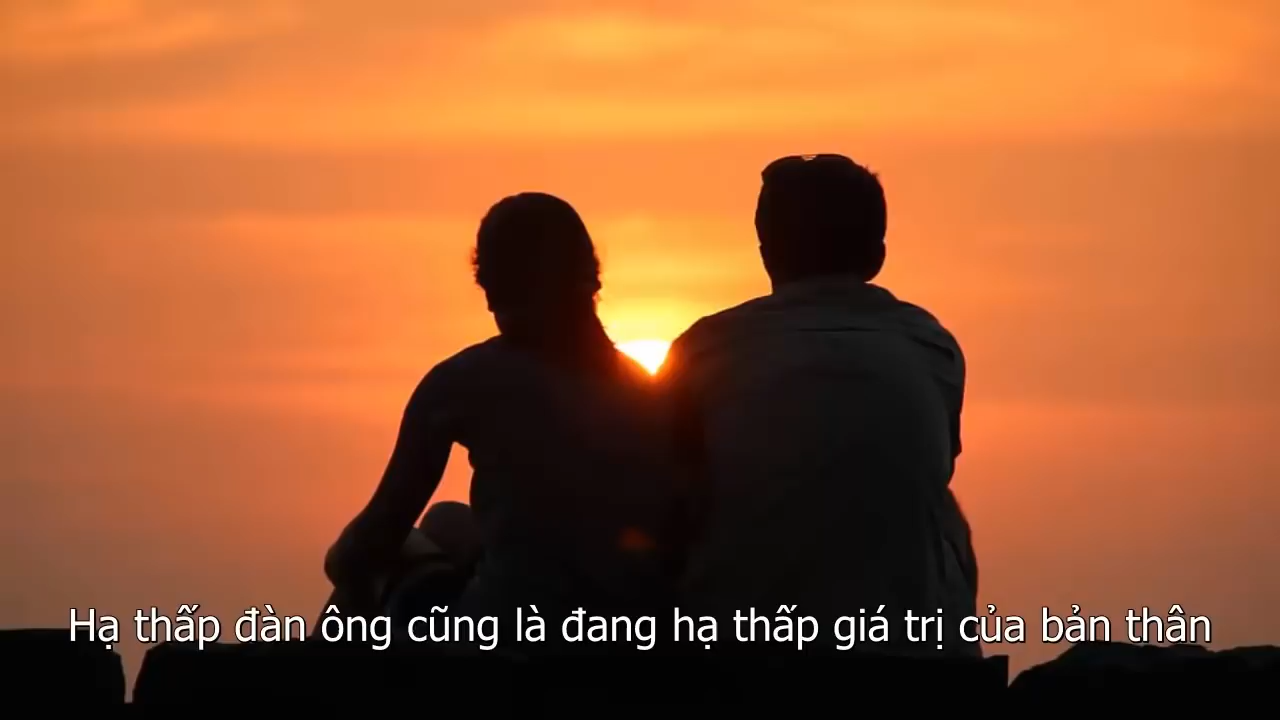 Hạ thấp đàn ông cũng là đang hạ thấp giá trị của bản thân